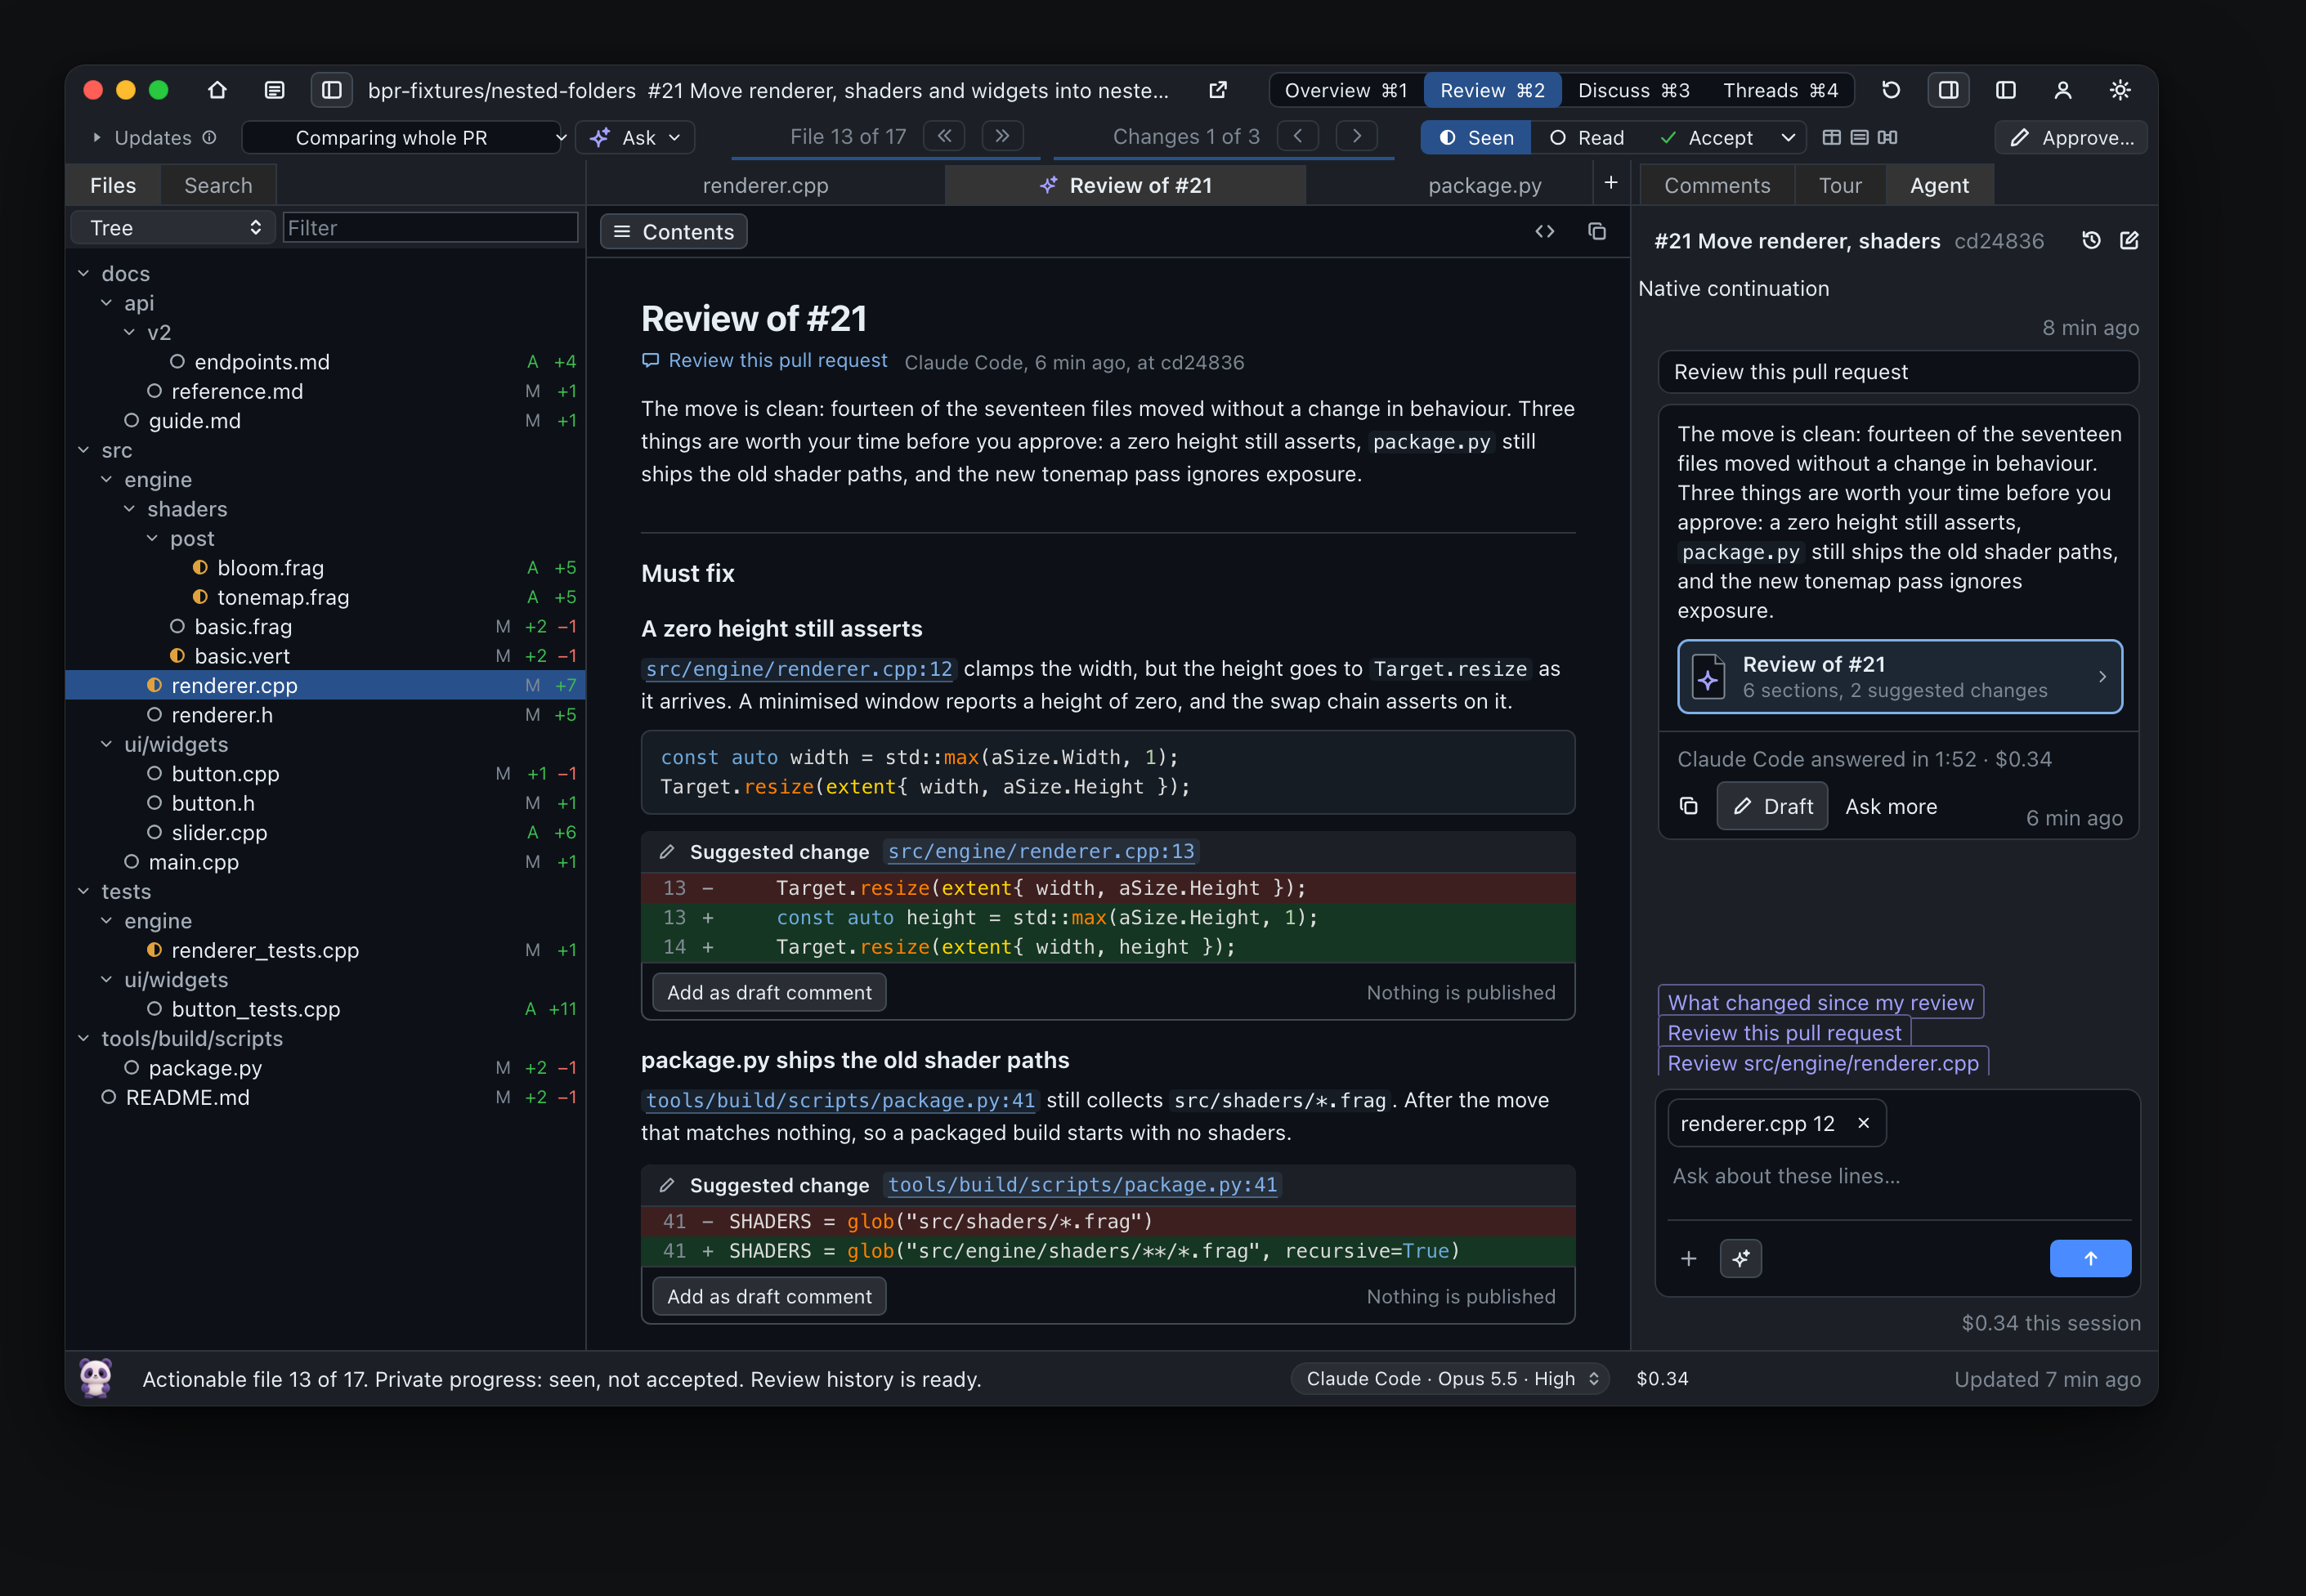 bpr-fixtures/nested-folders #21 Move renderer, shaders and widgets into neste...
Overview ⌘1 Review ⌘2 Discuss ⌘3 Threads ⌘4
Updates Comparing whole PR Ask File 13 of 17 Changes 1 of 3 Seen Read Accept Approve...
Files Search
Tree Filter
docs
api
v2
endpoints.md A +4
reference.md M +1
guide.md M +1
src
engine
shaders
post
bloom.frag A +5
tonemap.frag A +5
basic.frag M +2 −1
basic.vert M +2 −1
renderer.cpp M +7
renderer.h M +5
ui/widgets
button.cpp M +1 −1
button.h M +1
slider.cpp A +6
main.cpp M +1
tests
engine
renderer_tests.cpp M +1
ui/widgets
button_tests.cpp A +11
tools/build/scripts
package.py M +2 −1
README.md M +2 −1
renderer.cpp Review of #21 package.py +
Contents
Review of #21
Review this pull request Claude Code, 6 min ago, at cd24836
The move is clean: fourteen of the seventeen files moved without a change in behaviour. Three
things are worth your time before you approve: a zero height still asserts, package.py still
ships the old shader paths, and the new tonemap pass ignores exposure.
Must fix
A zero height still asserts
src/engine/renderer.cpp:12 clamps the width, but the height goes to Target.resize as
it arrives. A minimised window reports a height of zero, and the swap chain asserts on it.
const auto width = std::max(aSize.Width, 1);
Target.resize(extent{ width, aSize.Height });
Suggested change src/engine/renderer.cpp:13
13 − Target.resize(extent{ width, aSize.Height });
13 + const auto height = std::max(aSize.Height, 1);
14 + Target.resize(extent{ width, height });
Add as draft comment Nothing is published
package.py ships the old shader paths
tools/build/scripts/package.py:41 still collects src/shaders/*.frag. After the move
that matches nothing, so a packaged build starts with no shaders.
Suggested change tools/build/scripts/package.py:41
41 − SHADERS = glob("src/shaders/*.frag")
41 + SHADERS = glob("src/engine/shaders/**/*.frag", recursive=True)
Add as draft comment Nothing is published
Comments Tour Agent
#21 Move renderer, shaders cd24836
Native continuation
8 min ago
Review this pull request
The move is clean: fourteen of the seventeen
files moved without a change in behaviour.
Three things are worth your time before you
approve: a zero height still asserts,
package.py still ships the old shader paths,
and the new tonemap pass ignores
exposure.
Review of #21
6 sections, 2 suggested changes
Claude Code answered in 1:52 · $0.34
Draft Ask more 6 min ago
What changed since my review
Review this pull request
Review src/engine/renderer.cpp
renderer.cpp 12 ×
Ask about these lines...
$0.34 this session
Actionable file 13 of 17. Private progress: seen, not accepted. Review history is ready.
Claude Code · Opus 5.5 · High $0.34 Updated 7 min ago